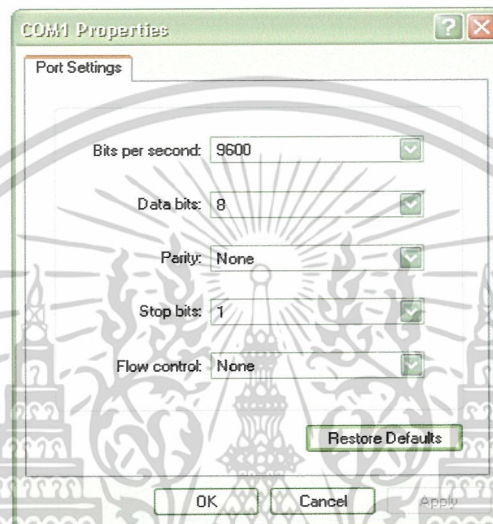 COM1 Properties
Port Settings
Bits per second: 9600
Data bits: 8
Parity: None
Stop bits: 1
Flow control: None
Restore Defaults
OK Cancel Apply